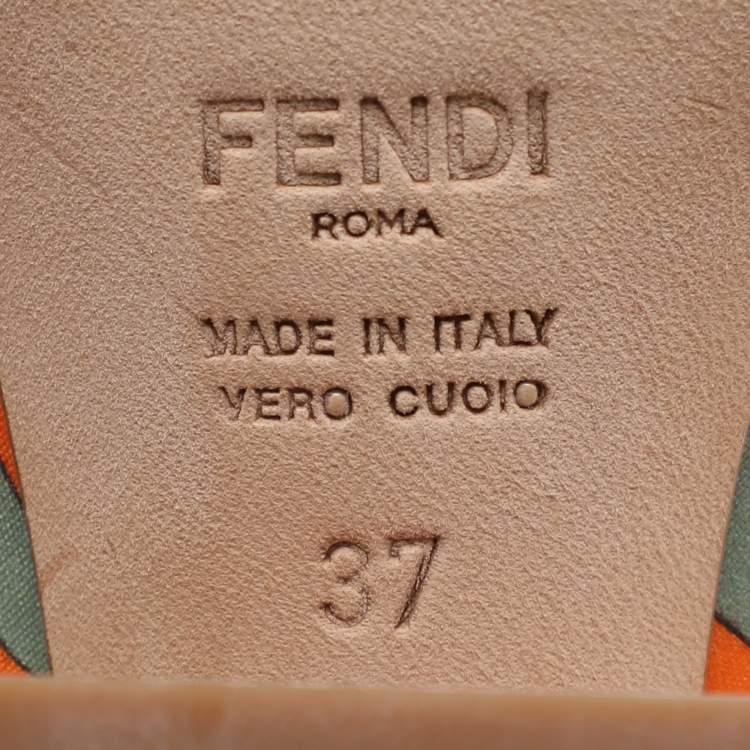 FENDI
ROMA
MADE IN ITALY
VERO CUOIO
37